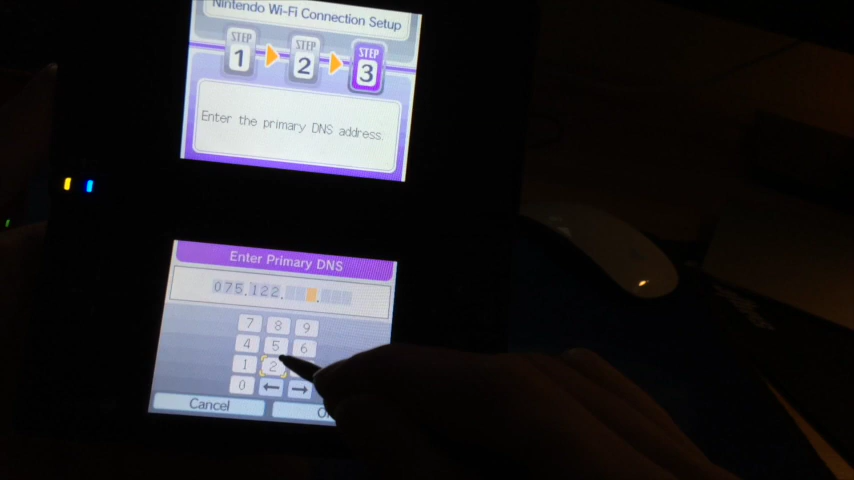 Nintendo Wi-Fi Connection Setup
STEP STEP STEP
1 2 3
Enter the primary DNS address.
Enter Primary DNS
075.122. .
7 8 9
4 5 6
1 2
0 ← →
Cancel